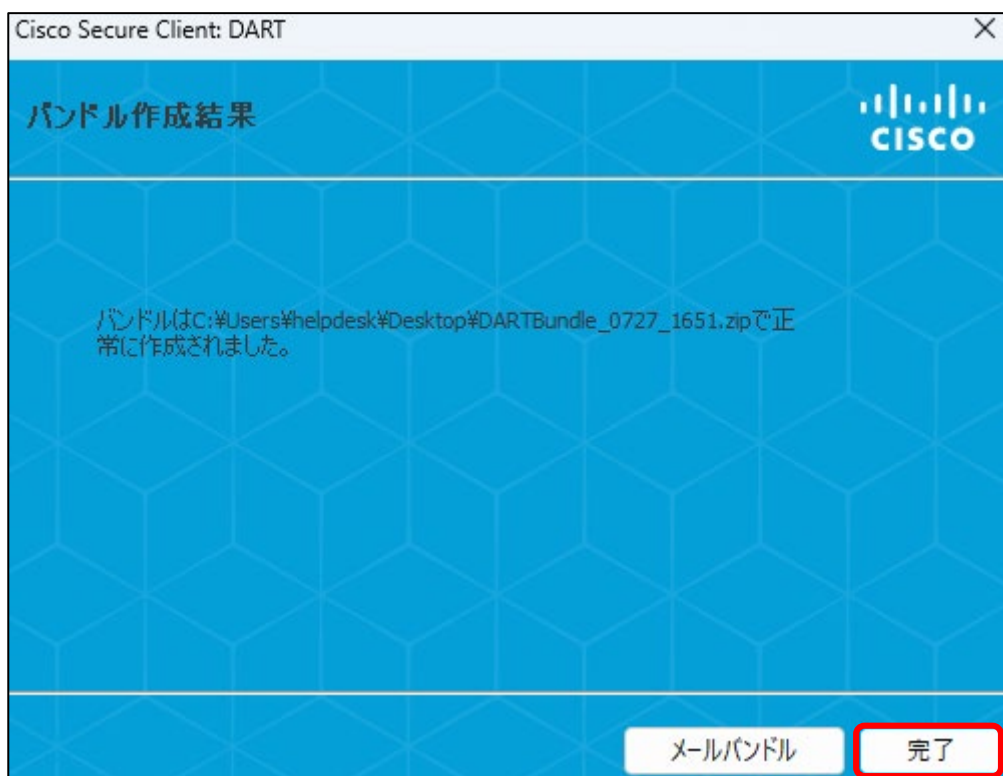 Cisco Secure Client: DART
バンドル作成結果
CISCO
バンドルはC:¥Users¥helpdesk¥Desktop¥DARTBundle_0727_1651.zipで正
常に作成されました。
メールバンドル
完了